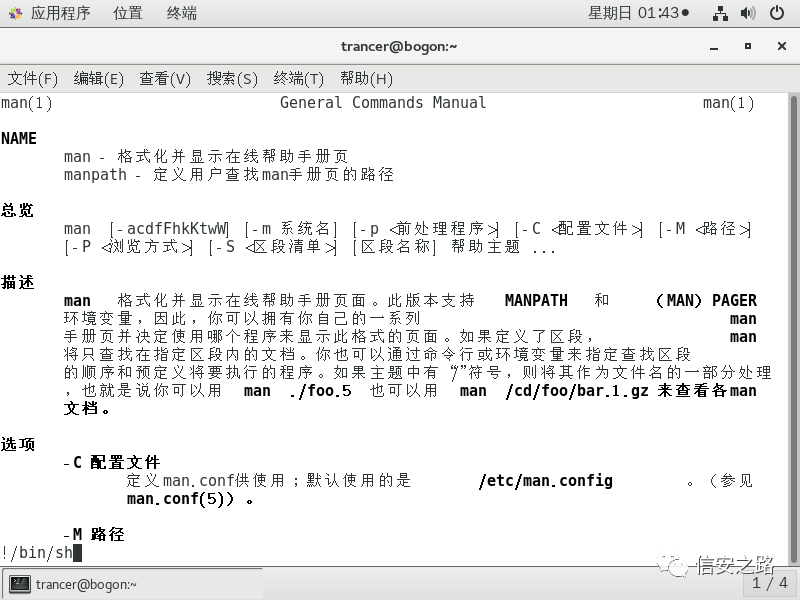 应用程序 位置 终端 星期日 01:43
trancer@bogon:~
文件(F) 编辑(E) 查看(V) 搜索(S) 终端(T) 帮助(H)
man(1) General Commands Manual man(1)
NAME
man - 格式化并显示在线帮助手册页
manpath - 定义用户查找man手册页的路径
总览
man [-acdfFhkKtwW] [-m 系统名] [-p <前处理程序>] [-C <配置文件>] [-M <路径>]
[-P <浏览方式>] [-S <区段清单>] [区段名称] 帮助主题 ...
描述
man 格式化并显示在线帮助手册页面。此版本支持 MANPATH 和 (MAN) PAGER
环境变量，因此，你可以拥有你自己的一系列 man
手册页并决定使用哪个程序来显示此格式的页面。如果定义了区段， man
将只查找在指定区段内的文档。你也可以通过命令行或环境变量来指定查找区段
的顺序和预定义将要执行的程序。如果主题中有“/”符号，则将其作为文件名的一部分处理
，也就是说你可以用 man ./foo.5 也可以用 man /cd/foo/bar.1.gz 来查看各man
文档。
选项
-C 配置文件
定义man.conf供使用；默认使用的是 /etc/man.config 。（参见
man.conf(5)）。
-M 路径
!/bin/sh
信安之路
trancer@bogon:~ 1 / 4